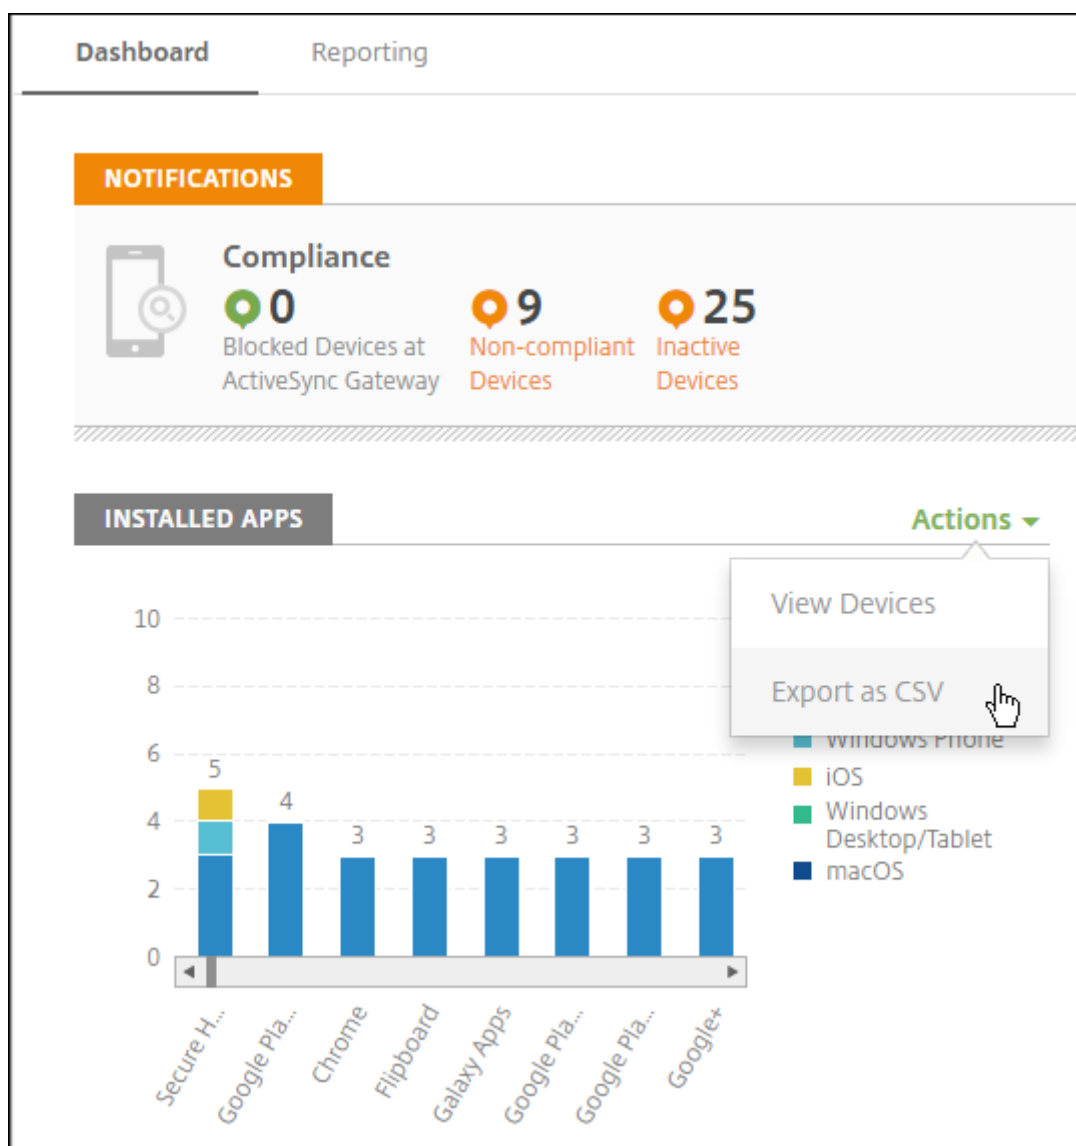 Dashboard Reporting
NOTIFICATIONS
Compliance
0 9 25
Blocked Devices at Non-compliant Inactive
ActiveSync Gateway Devices Devices
INSTALLED APPS Actions
View Devices
Export as CSV
Windows Phone
iOS
Windows
Desktop/Tablet
macOS
10
8
6
4
2
0
5
4
3
3
3
3
3
3
Secure H...
Google Pla...
Chrome
Flipboard
Galaxy Apps
Google Pla...
Google Pla...
Google+